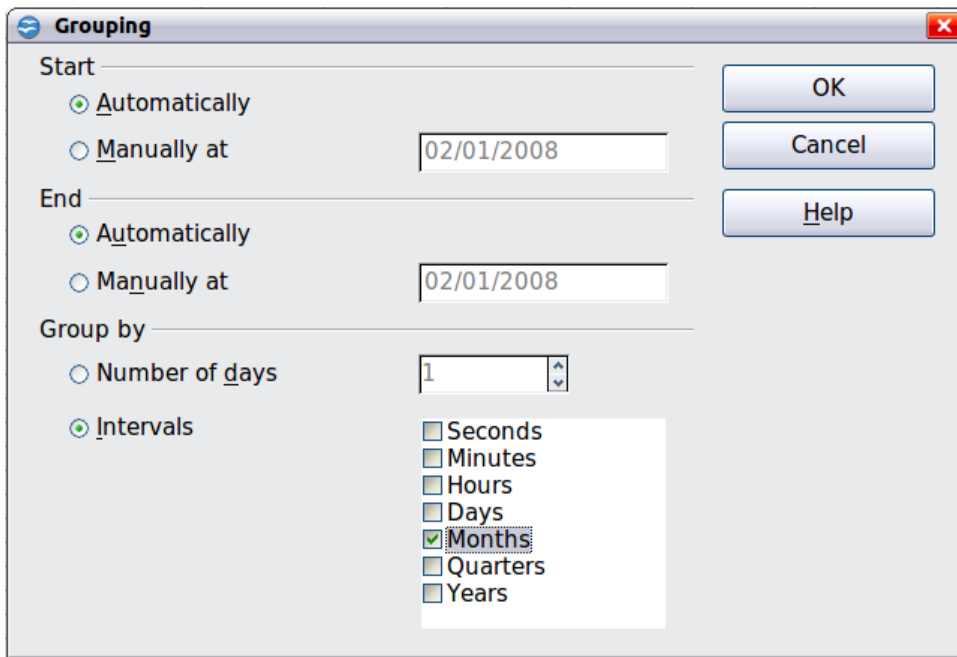 Grouping
Start
Automatically
Manually at 02/01/2008
End
Automatically
Manually at 02/01/2008
Group by
Number of days 1
Intervals
Seconds
Minutes
Hours
Days
Months
Quarters
Years
OK
Cancel
Help